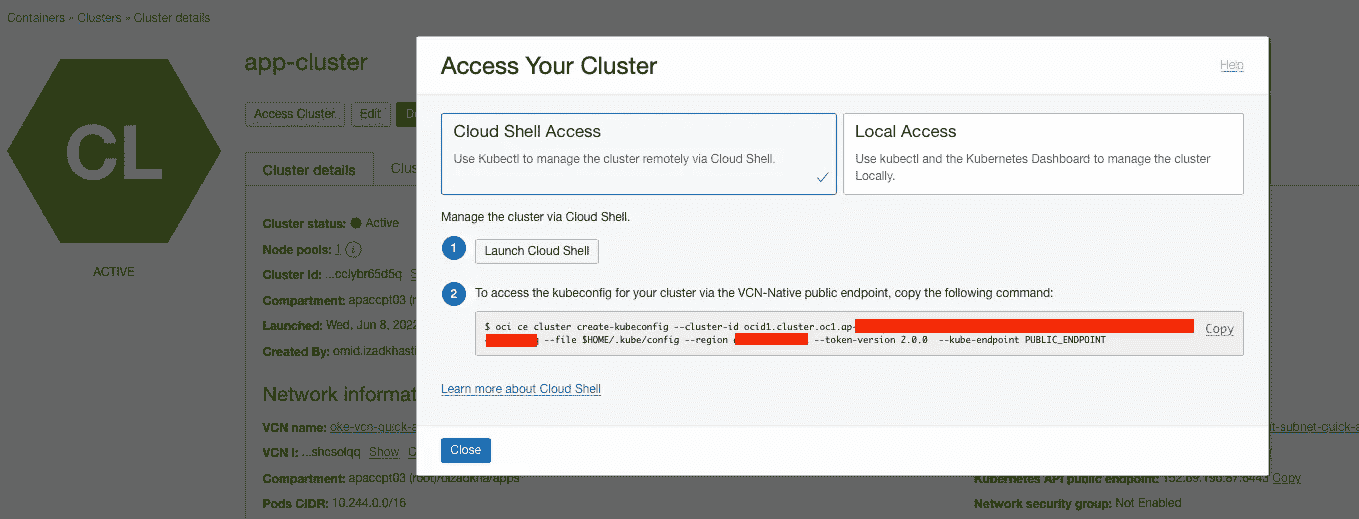 Containers » Clusters » Cluster details
CL
ACTIVE
app-cluster
Access Cluster
Edit
Cluster details
Clus
Cluster status: Active
Node pools: 1 i
Cluster Id: ...cclybr65d5q
Compartment: apaccpt03 (r
Launched: Wed, Jun 8, 2022
Created By: omid.izadkhasti
Network informat
VCN name: oke-vcn-quick-a
VCN I: ...shcsolqq Show C
Compartment: apaccpt03 (root)/oizadkha/apps
Pods CIDR: 10.244.0.0/16
Access Your Cluster
Help
Cloud Shell Access
Use Kubectl to manage the cluster remotely via Cloud Shell.
Local Access
Use kubectl and the Kubernetes Dashboard to manage the cluster
Locally.
Manage the cluster via Cloud Shell.
1 Launch Cloud Shell
2 To access the kubeconfig for your cluster via the VCN-Native public endpoint, copy the following command:
$ oci ce cluster create-kubeconfig --cluster-id ocid1.cluster.oc1.ap-
--file $HOME/.kube/config --region --token-version 2.0.0 --kube-endpoint PUBLIC_ENDPOINT
Copy
Learn more about Cloud Shell
Close
t-subnet-quick-a
Kubernetes API public endpoint: 152.69.190.87:6443 Copy
Network security group: Not Enabled